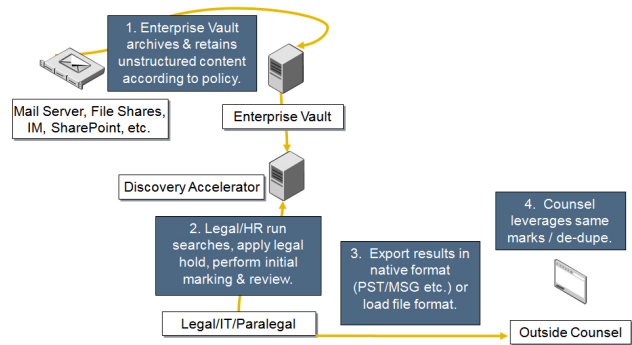 1. Enterprise Vault
archives & retains
unstructured content
according to policy.
Mail Server, File Shares,
IM, SharePoint, etc.
Enterprise Vault
Discovery Accelerator
2. Legal/HR run
searches, apply legal
hold, perform initial
marking & review.
Legal/IT/Paralegal
3. Export results in
native format
(PST/MSG etc.) or
load file format.
4. Counsel
leverages same
marks / de-dupe.
Outside Counsel